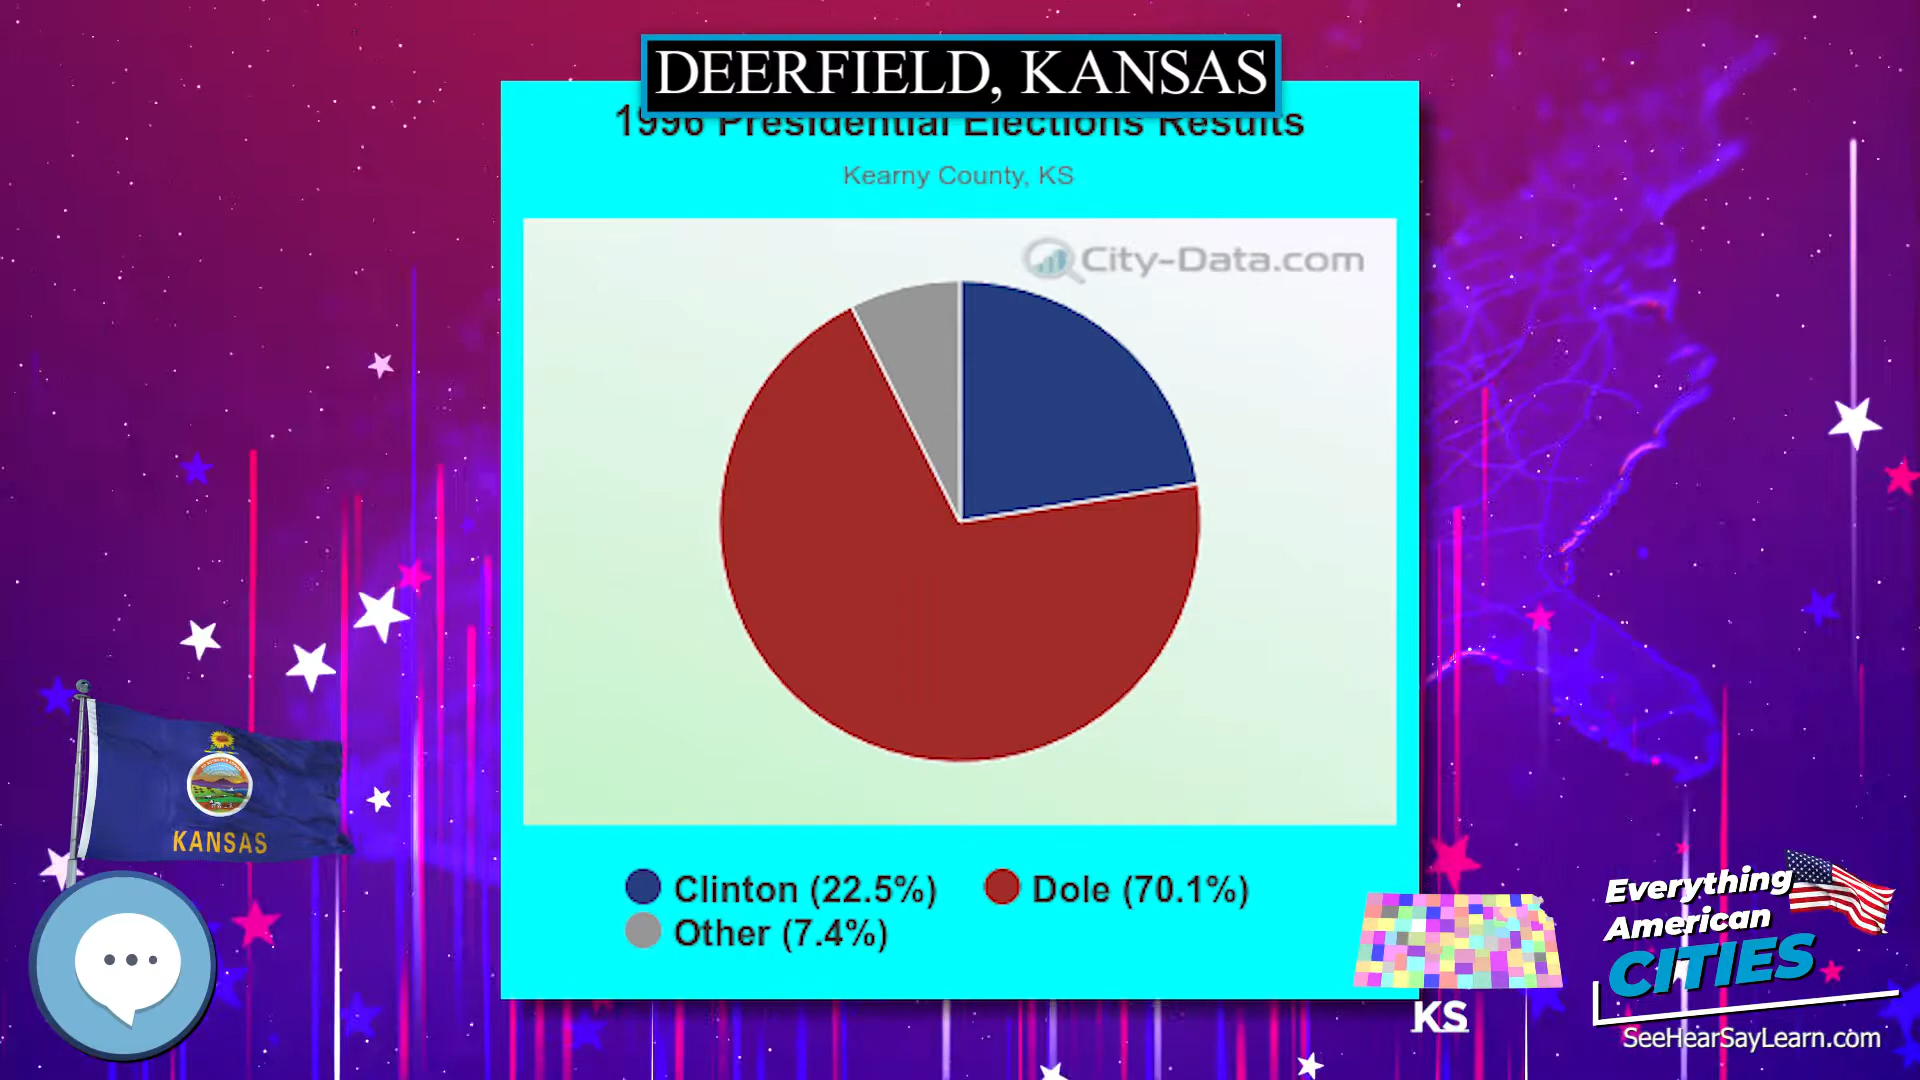 DEERFIELD, KANSAS
1996 Presidential Elections Results
Kearny County, KS
City-Data.com
Clinton (22.5%) Dole (70.1%)
Other (7.4%)
KANSAS
KS
Everything
American
CITIES
SeeHearSayLearn.com